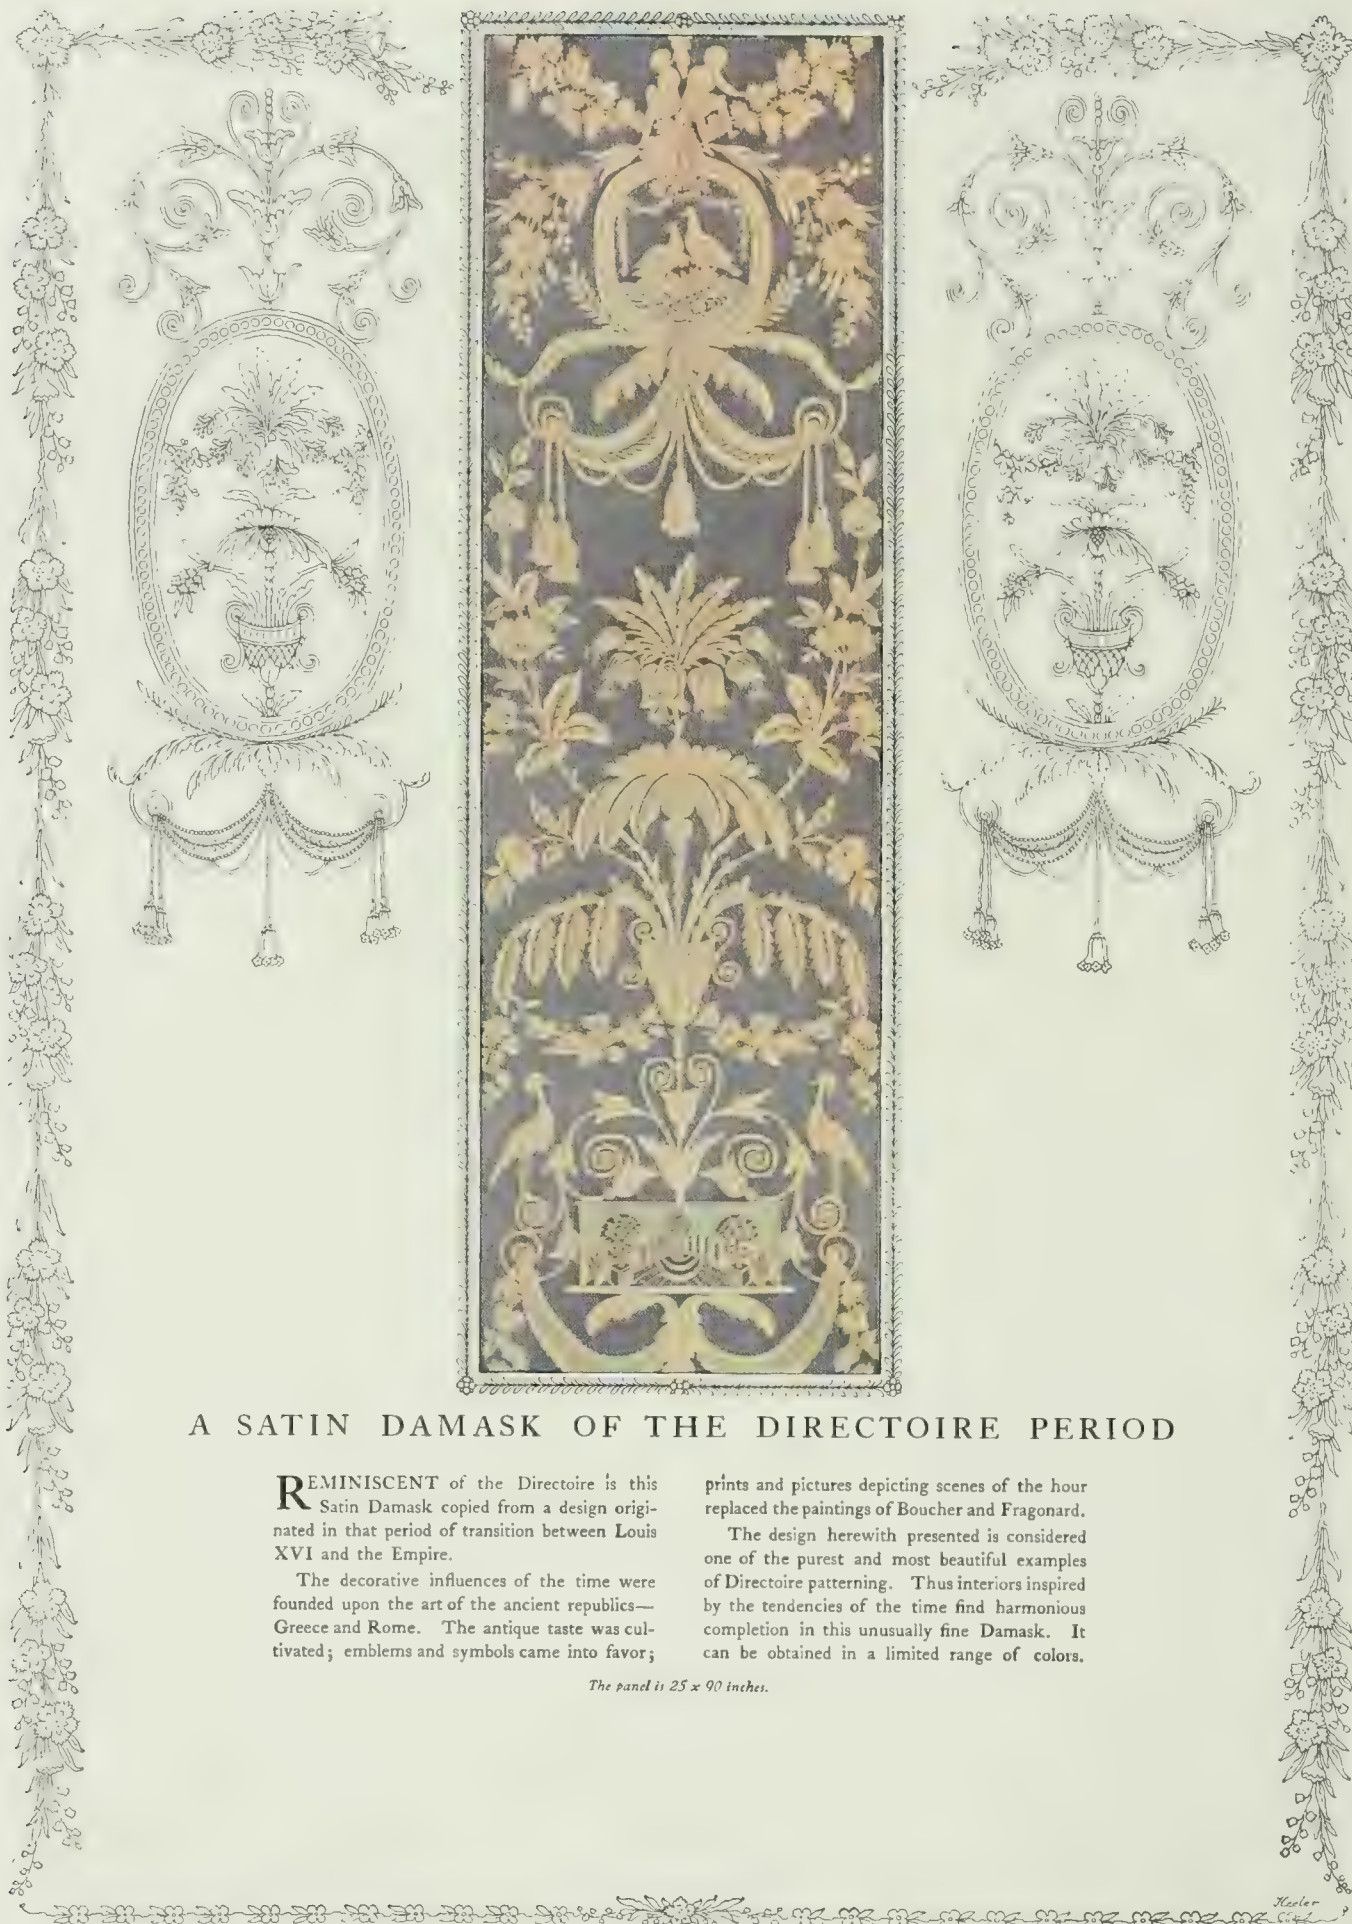 A SATIN DAMASK OF THE DIRECTOIRE PERIOD
REMINISCENT of the Directoire is this
Satin Damask copied from a design origi-
nated in that period of transition between Louis
XVI and the Empire.
The decorative influences of the time were
founded upon the art of the ancient republics—
Greece and Rome. The antique taste was cul-
tivated; emblems and symbols came into favor;
prints and pictures depicting scenes of the hour
replaced the paintings of Boucher and Fragonard.
The design herewith presented is considered
one of the purest and most beautiful examples
of Directoire patterning. Thus interiors inspired
by the tendencies of the time find harmonious
completion in this unusually fine Damask. It
can be obtained in a limited range of colors.
The panel is 25 x 90 inches.